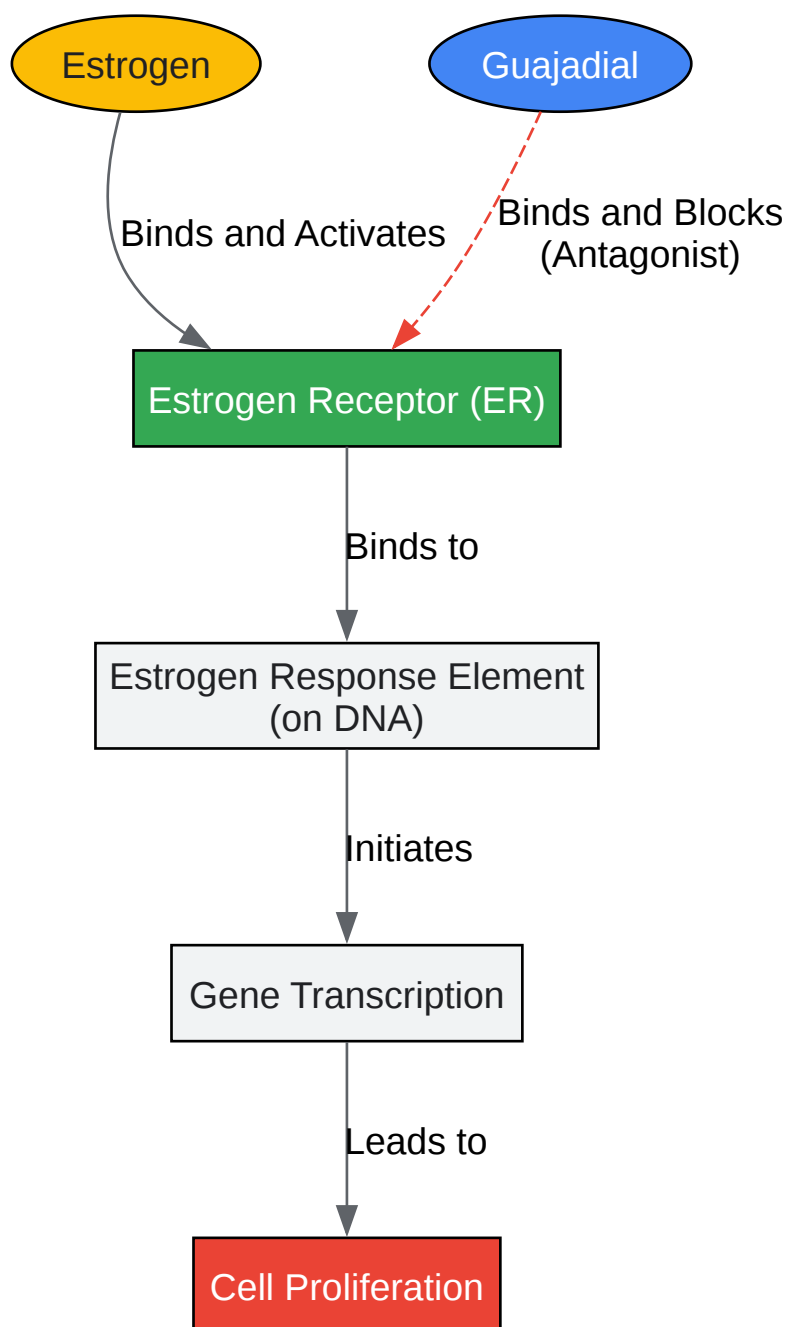 Estrogen
Guajadial
Binds and Activates
Binds and Blocks
(Antagonist)
Estrogen Receptor (ER)
Binds to
Estrogen Response Element
(on DNA)
Initiates
Gene Transcription
Leads to
Cell Proliferation